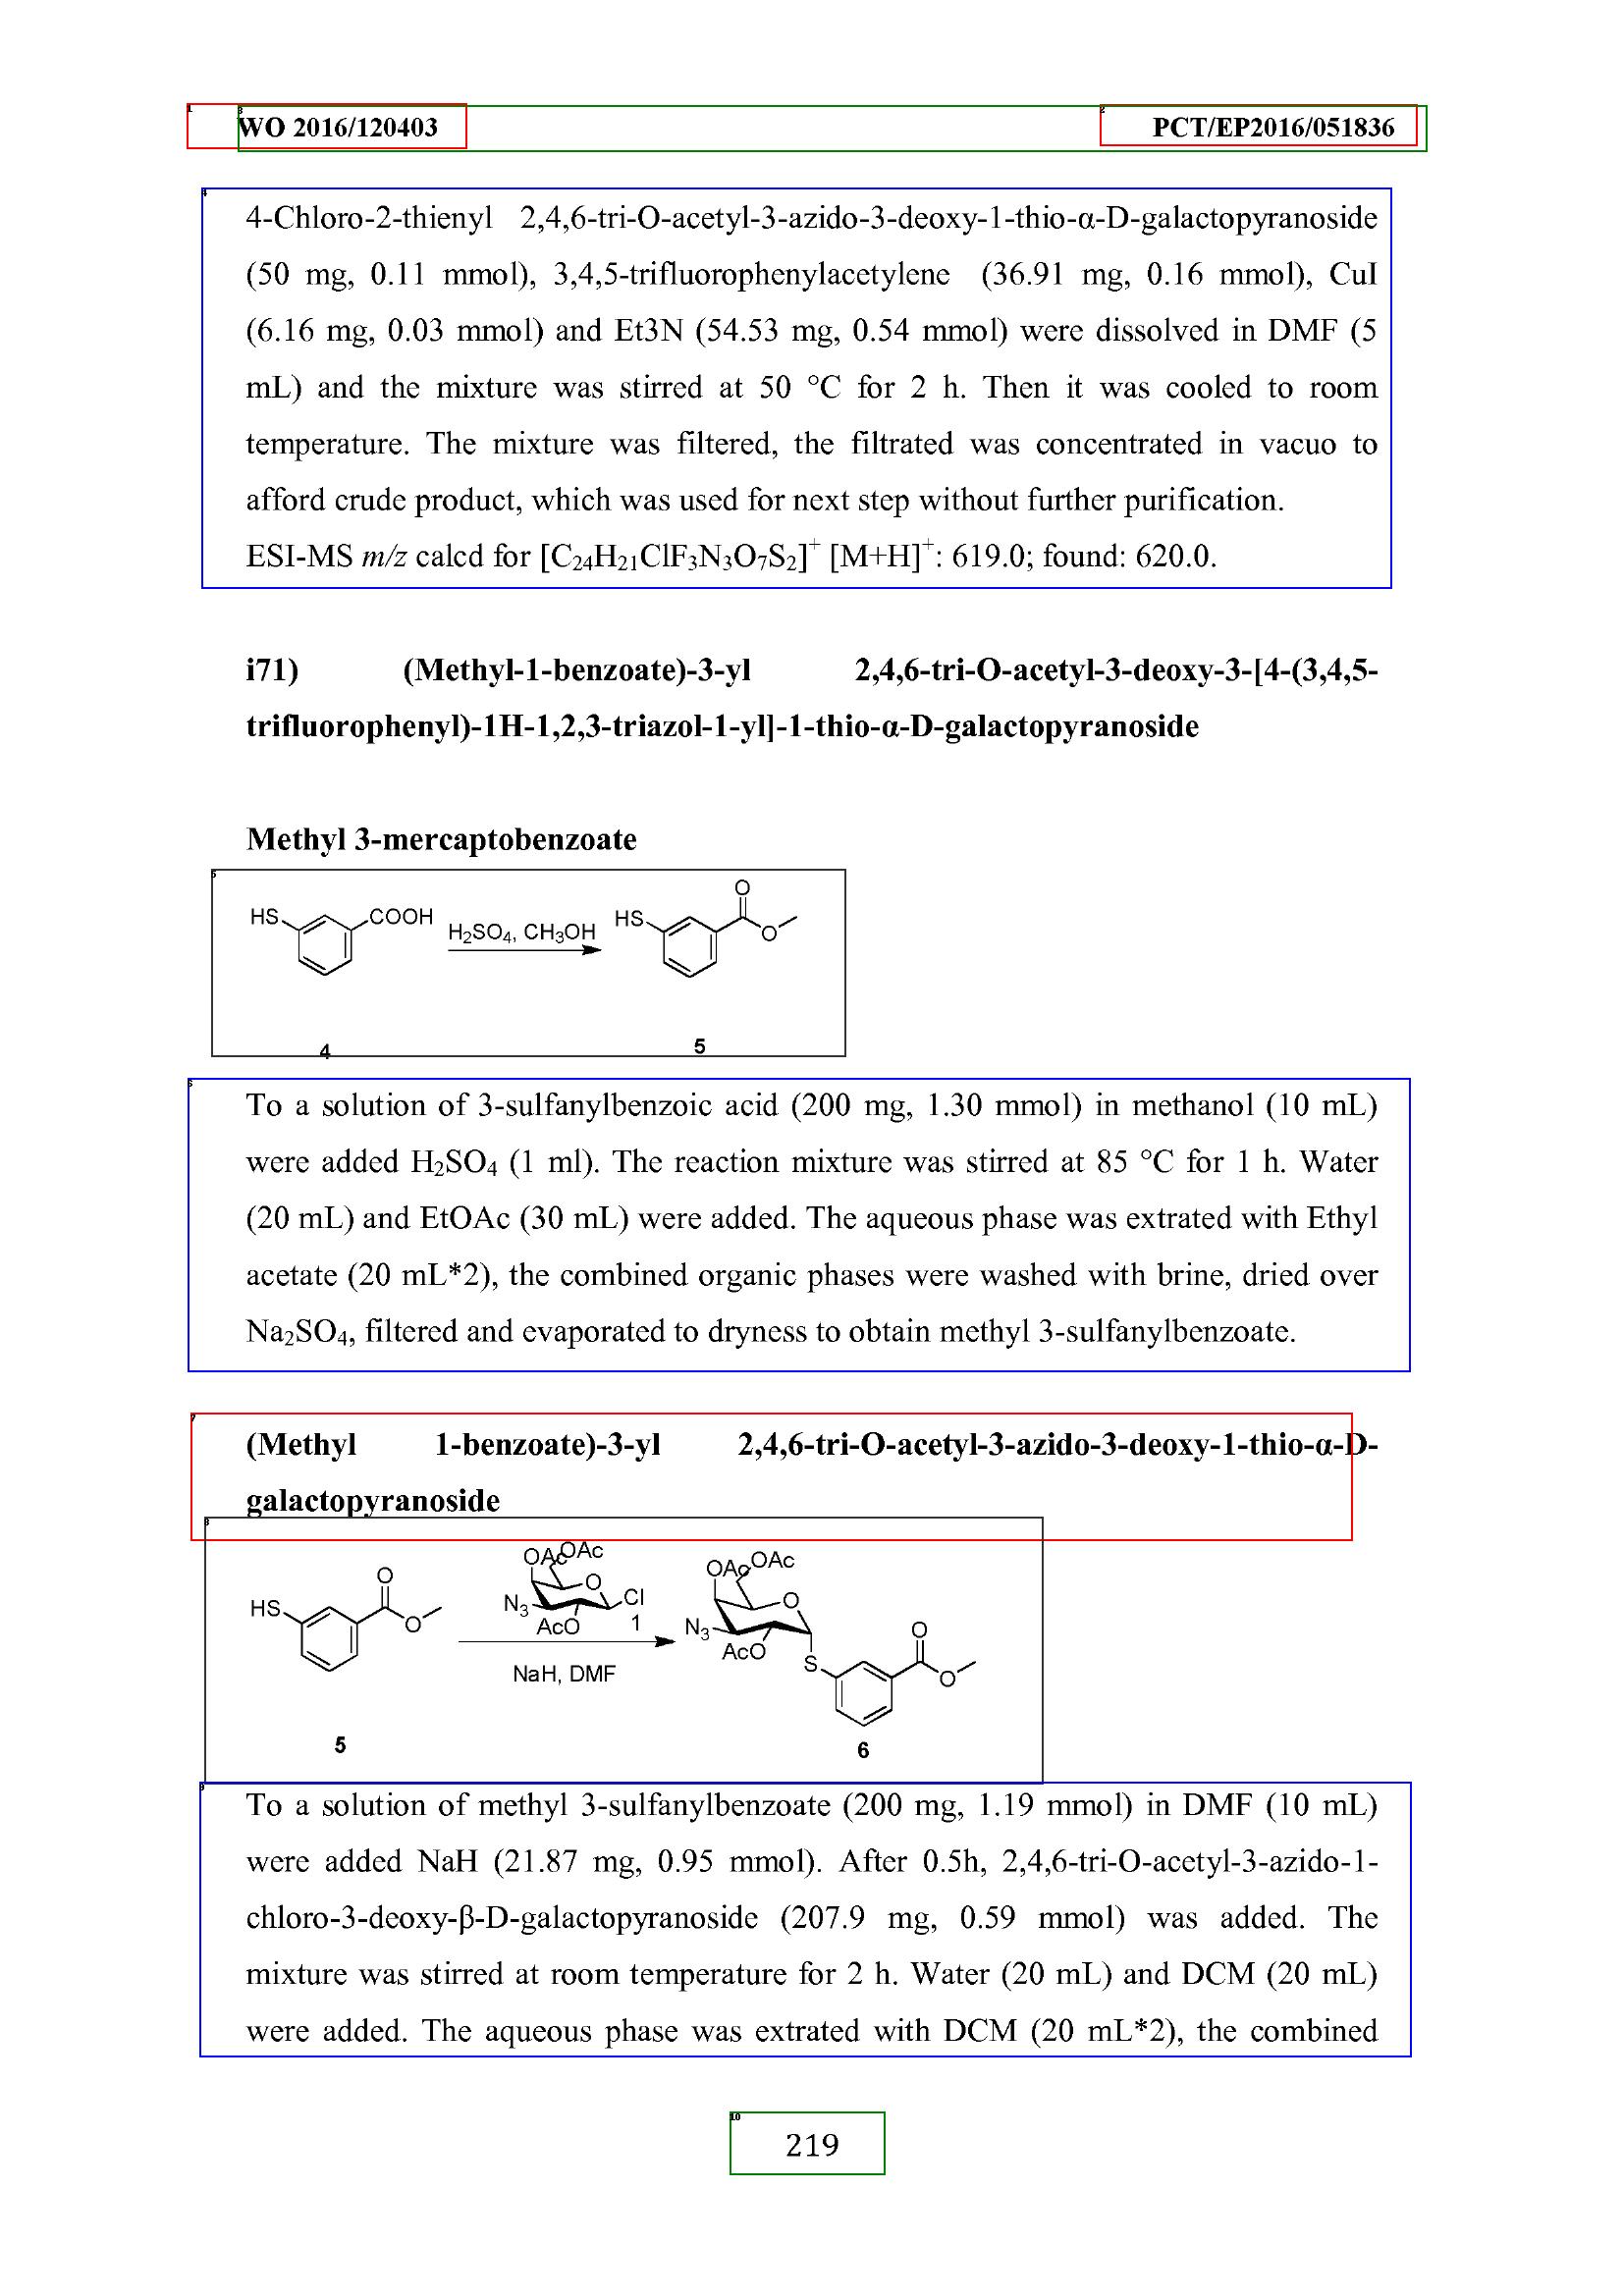 WO 2016/120403 PCT/EP2016/051836
4-Chloro-2-thienyl 2,4,6-tri-O-acetyl-3-azido-3-deoxy-1-thio-α-D-galactopyranoside
(50 mg, 0.11 mmol), 3,4,5-trifluorophenylacetylene (36.91 mg, 0.16 mmol), CuI
(6.16 mg, 0.03 mmol) and Et3N (54.53 mg, 0.54 mmol) were dissolved in DMF (5
mL) and the mixture was stirred at 50 °C for 2 h. Then it was cooled to room
temperature. The mixture was filtered, the filtrated was concentrated in vacuo to
afford crude product, which was used for next step without further purification.
ESI-MS m/z calcd for [C₂₄H₂₁ClF₃N₃O₇S₂]⁺ [M+H]⁺: 619.0; found: 620.0.
i71) (Methyl-1-benzoate)-3-yl 2,4,6-tri-O-acetyl-3-deoxy-3-[4-(3,4,5-
trifluorophenyl)-1H-1,2,3-triazol-1-yl]-1-thio-α-D-galactopyranoside
Methyl 3-mercaptobenzoate
HS COOH H₂SO₄, CH₃OH HS O O
4 5
To a solution of 3-sulfanylbenzoic acid (200 mg, 1.30 mmol) in methanol (10 mL)
were added H₂SO₄ (1 ml). The reaction mixture was stirred at 85 °C for 1 h. Water
(20 mL) and EtOAc (30 mL) were added. The aqueous phase was extrated with Ethyl
acetate (20 mL*2), the combined organic phases were washed with brine, dried over
Na₂SO₄, filtered and evaporated to dryness to obtain methyl 3-sulfanylbenzoate.
(Methyl 1-benzoate)-3-yl 2,4,6-tri-O-acetyl-3-azido-3-deoxy-1-thio-α-D-
galactopyranoside
OAc OAc OAc OAc
HS O O N₃ O Cl AcO 1 N₃ O AcO S O O
NaH, DMF
5 6
To a solution of methyl 3-sulfanylbenzoate (200 mg, 1.19 mmol) in DMF (10 mL)
were added NaH (21.87 mg, 0.95 mmol). After 0.5h, 2,4,6-tri-O-acetyl-3-azido-1-
chloro-3-deoxy-β-D-galactopyranoside (207.9 mg, 0.59 mmol) was added. The
mixture was stirred at room temperature for 2 h. Water (20 mL) and DCM (20 mL)
were added. The aqueous phase was extrated with DCM (20 mL*2), the combined
219